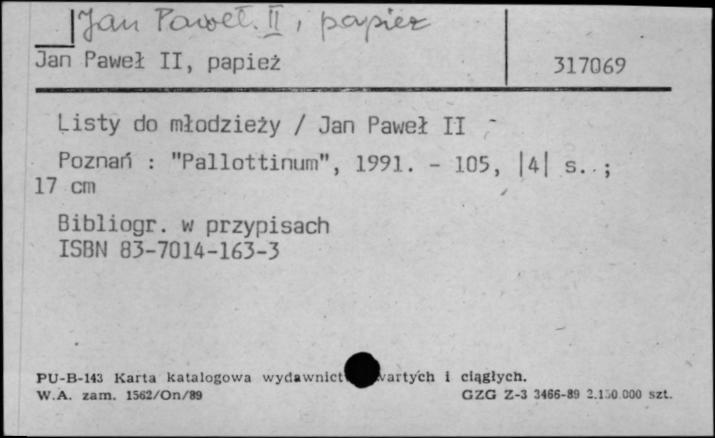 Jan Paweł II, papież
Jan Paweł II, papież 317069
Listy do młodzieży / Jan Paweł II -
Poznań : "Pallottinum", 1991. - 105, |4| s. ;
17 cm
Bibliogr. w przypisach
ISBN 83-7014-163-3
PU-B-143 Karta katalogowa wydawnict wartych i ciągłych.
W.A. zam. 1562/On/89 GZG Z-3 3466-89 2.150.000 szt.